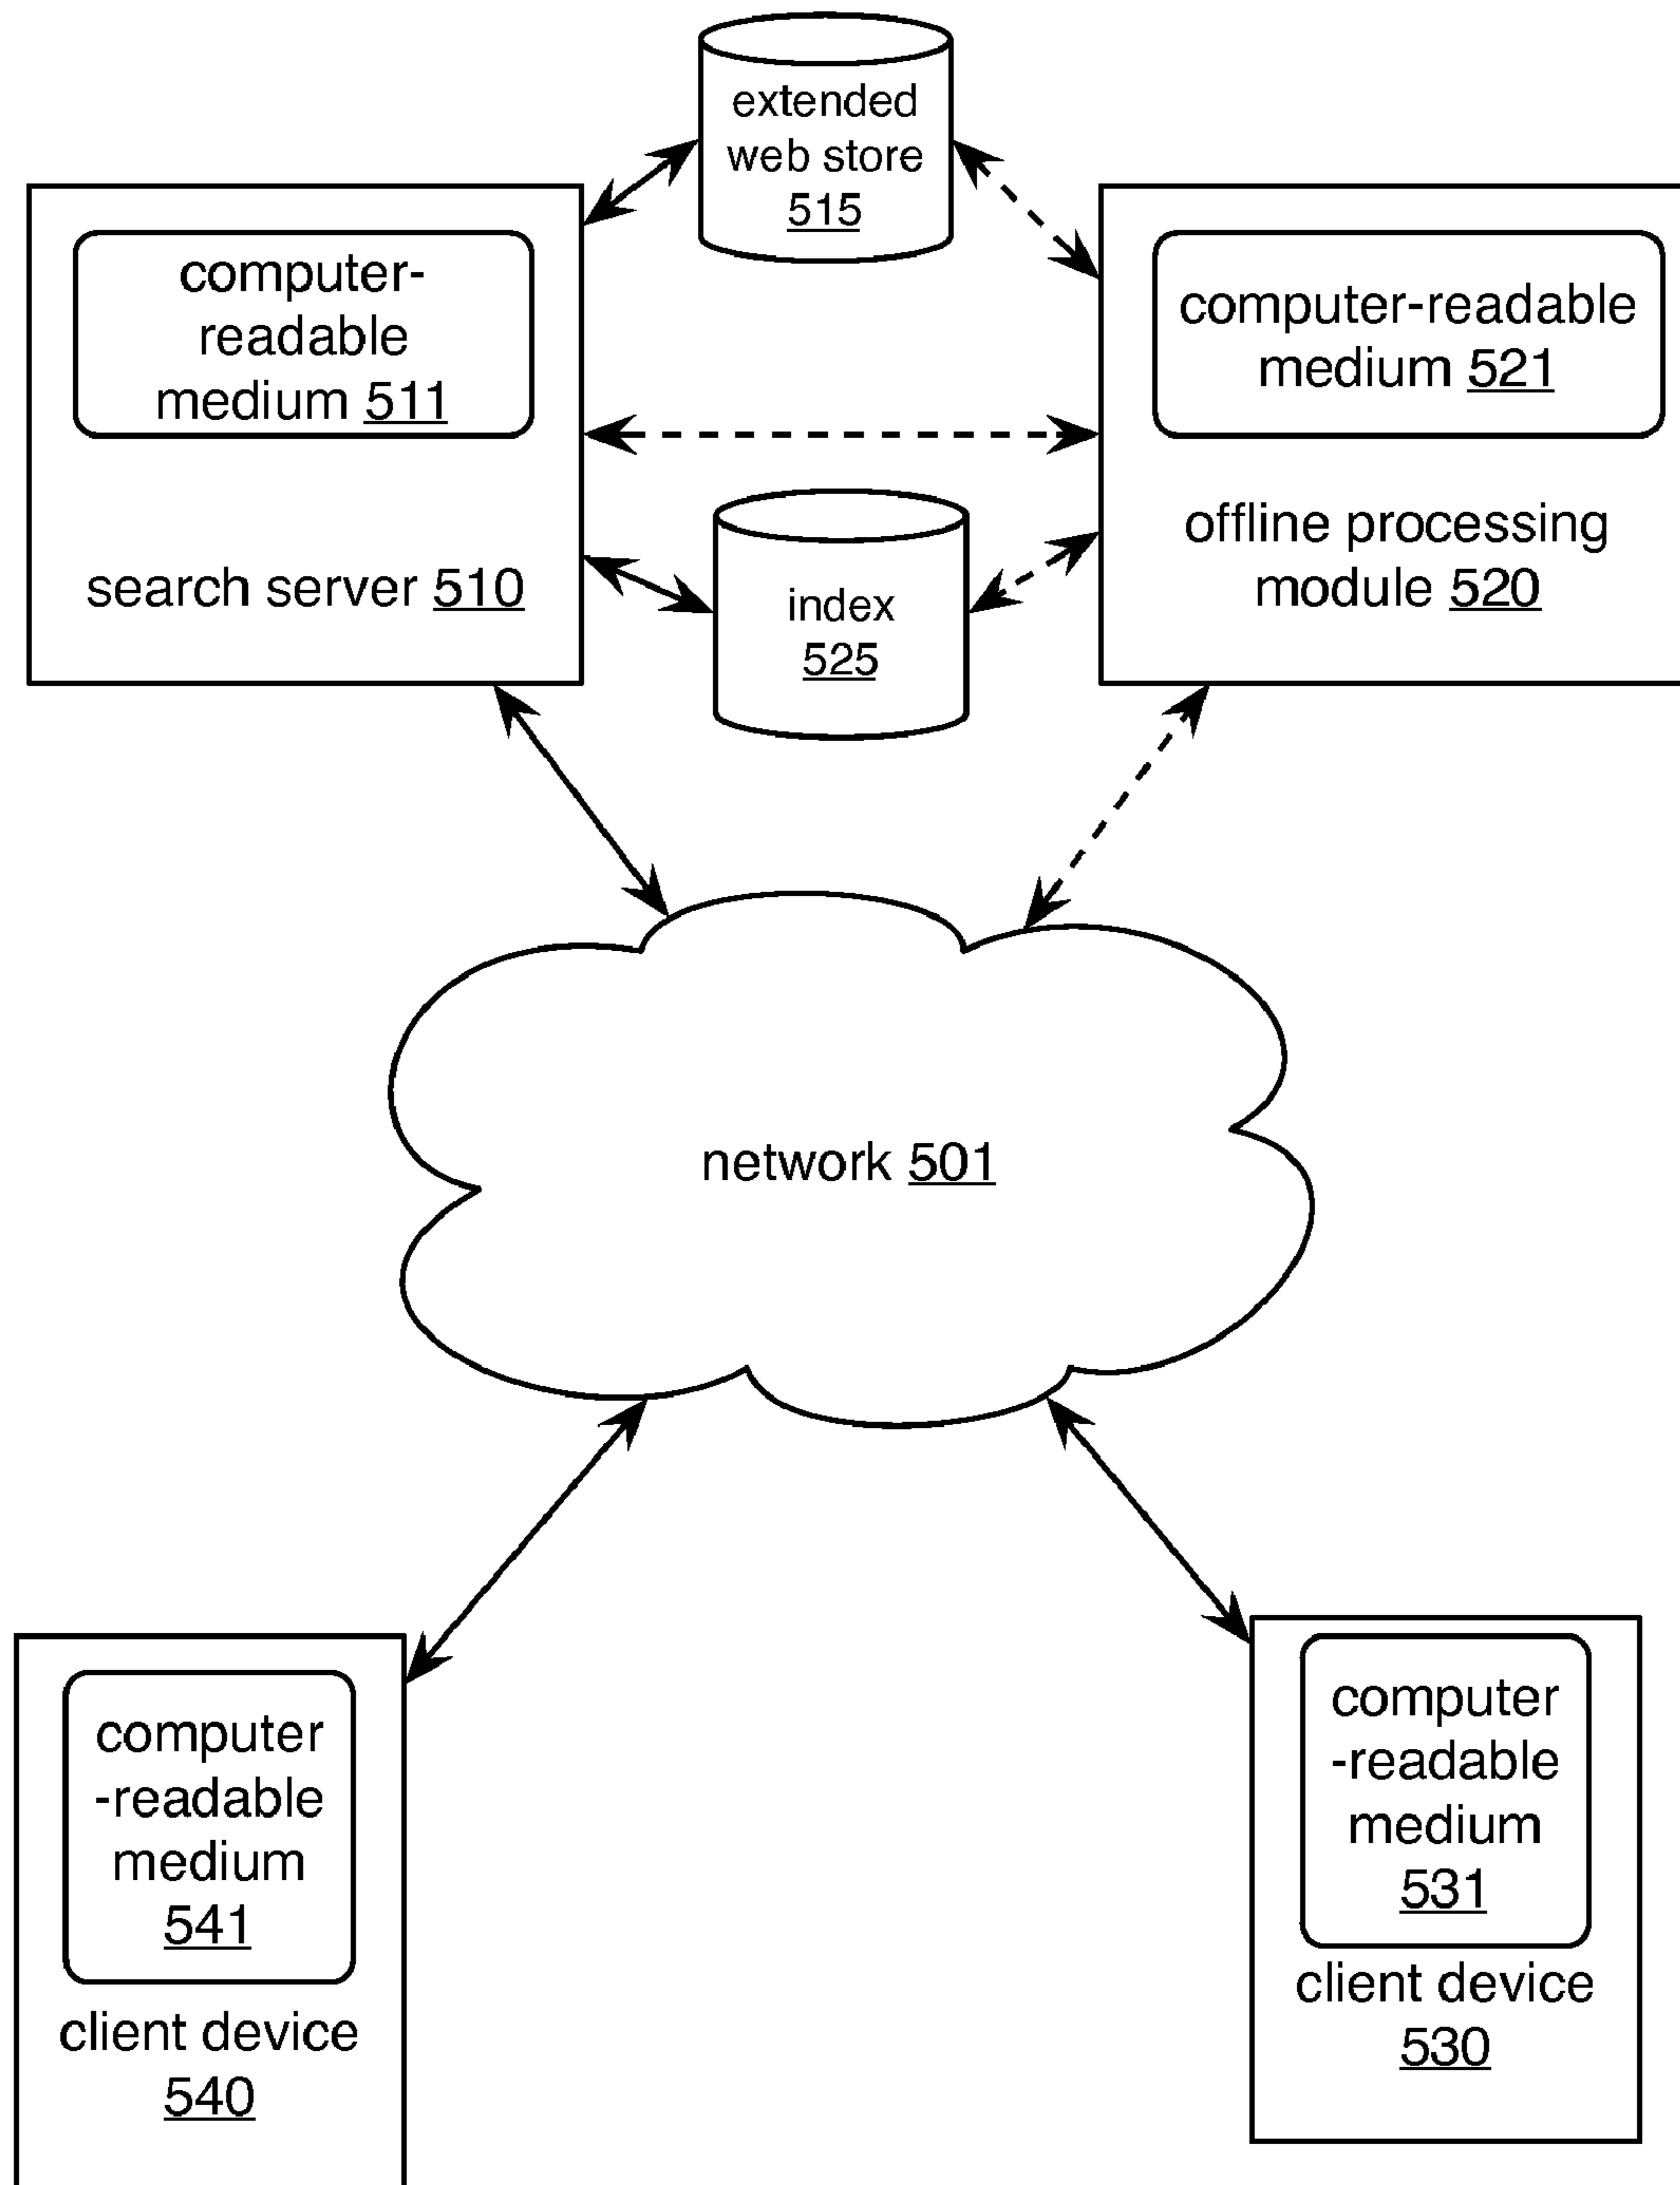 extended
web store
515
computer-
readable
medium 511
search server 510
computer-readable
medium 521
offline processing
module 520
index
525
network 501
computer
-readable
medium
541
client device
540
computer
-readable
medium
531
client device
530